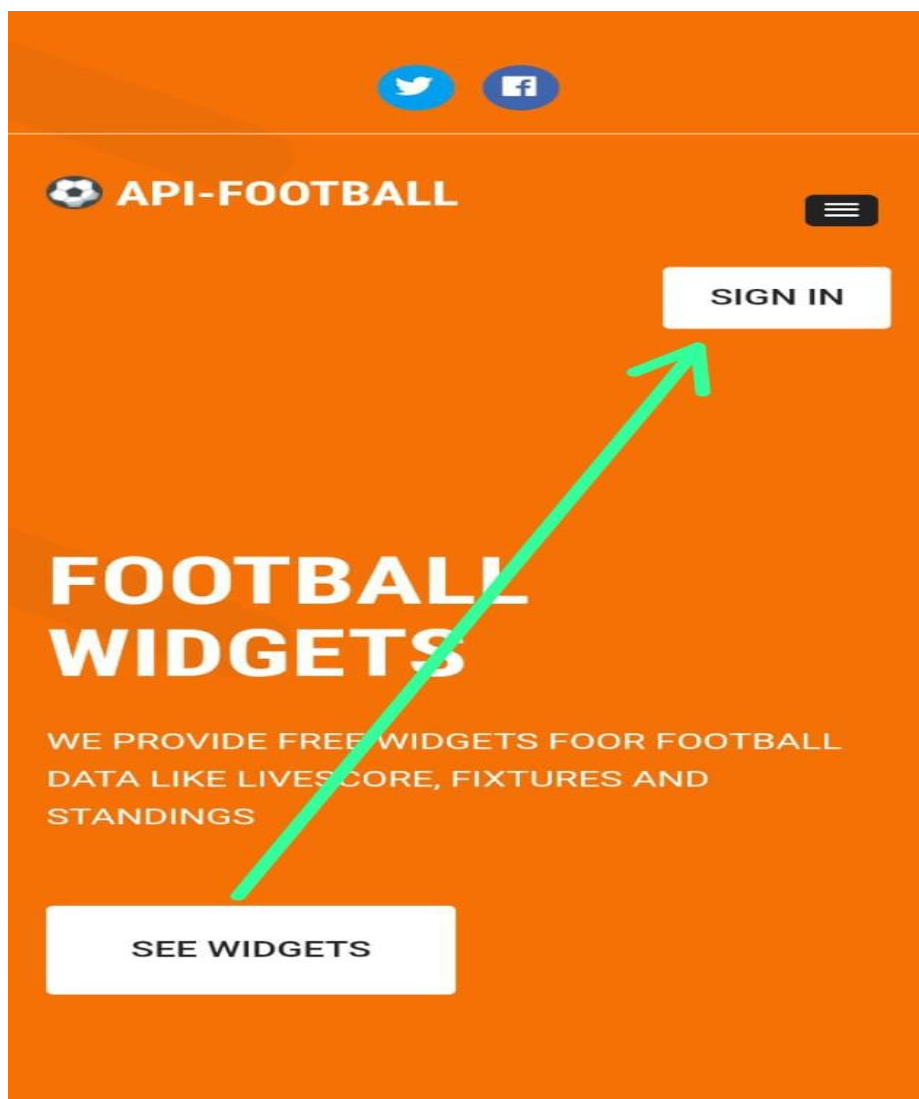 API-FOOTBALL
SIGN IN
FOOTBALL
WIDGETS
WE PROVIDE FREE WIDGETS FOOR FOOTBALL
DATA LIKE LIVESCORE, FIXTURES AND
STANDINGS
SEE WIDGETS